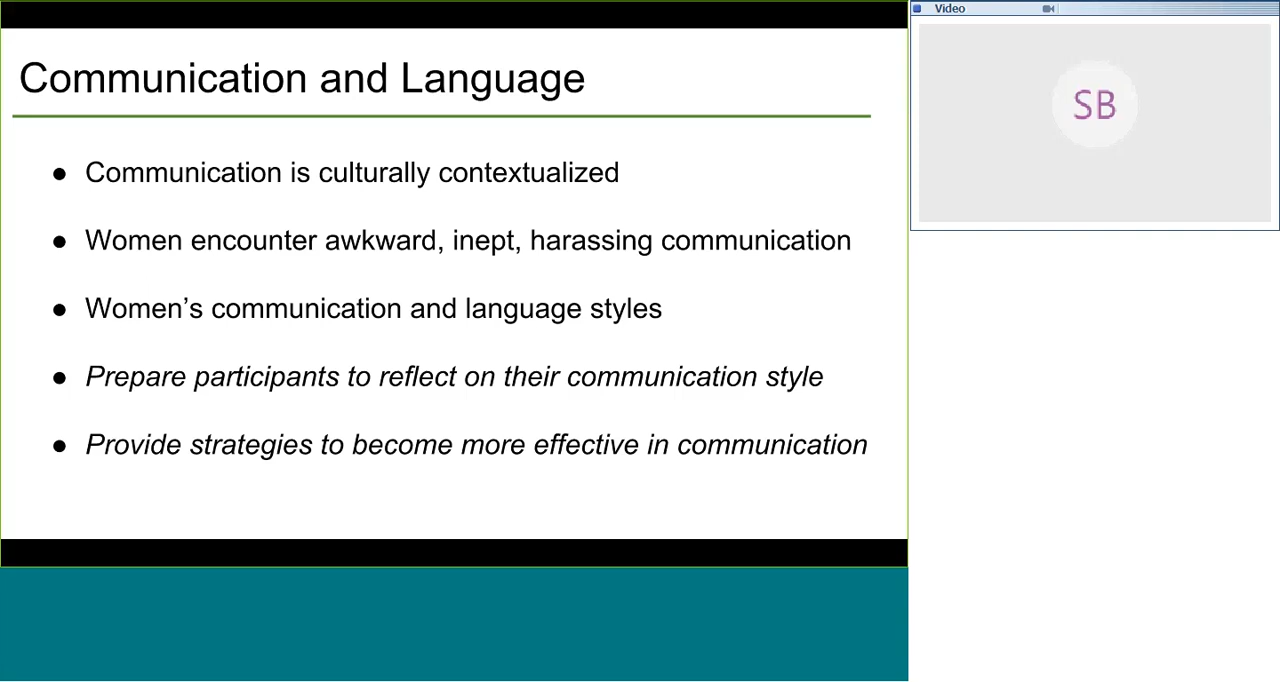 Communication and Language
● Communication is culturally contextualized
● Women encounter awkward, inept, harassing communication
● Women’s communication and language styles
● Prepare participants to reflect on their communication style
● Provide strategies to become more effective in communication
Video
SB